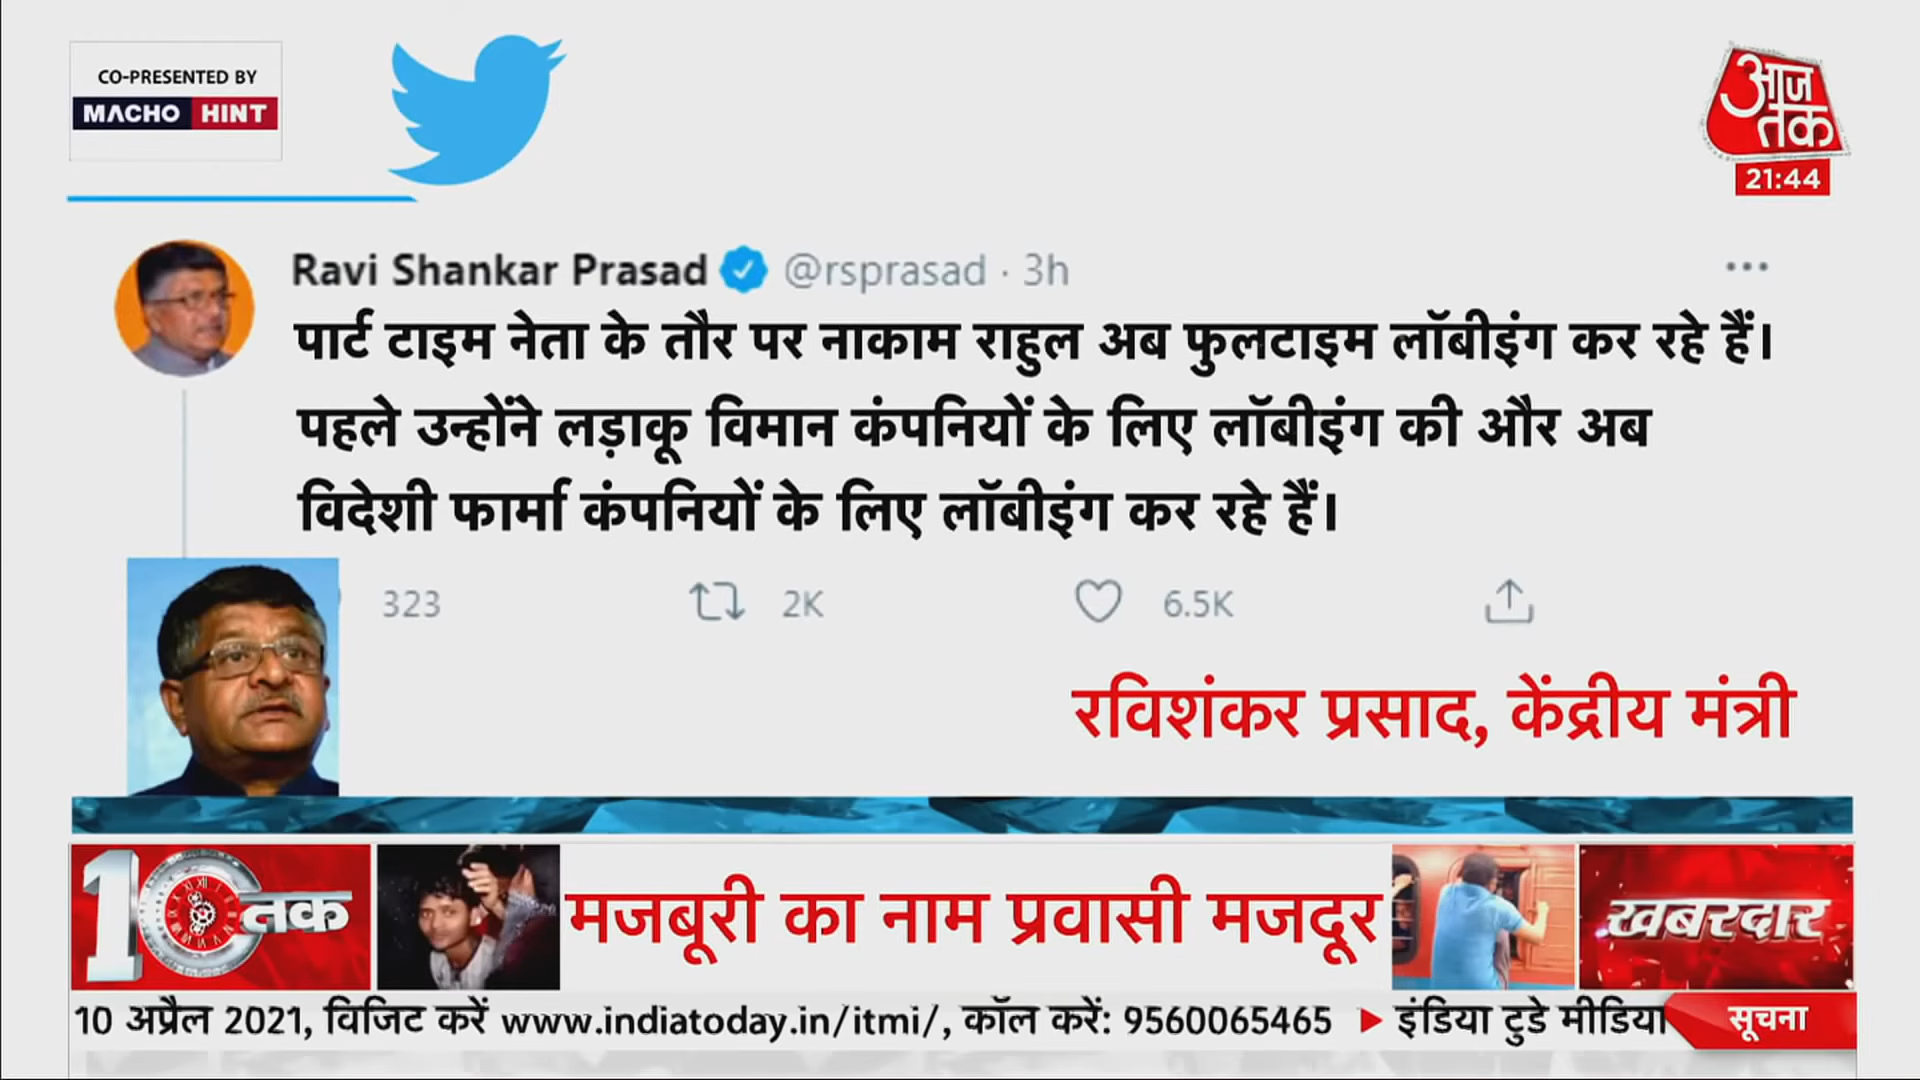 CO-PRESENTED BY
MACHO HINT
आज
तक
21:44
Ravi Shankar Prasad @rsprasad · 3h
पार्ट टाइम नेता के तौर पर नाकाम राहुल अब फुलटाइम लॉबीइंग कर रहे हैं।
पहले उन्होंने लड़ाकू विमान कंपनियों के लिए लॉबीइंग की और अब
विदेशी फार्मा कंपनियों के लिए लॉबीइंग कर रहे हैं।
323 2K 6.5K
रविशंकर प्रसाद, केंद्रीय मंत्री
10तक
मजबूरी का नाम प्रवासी मजदूर
खबरदार
10 अप्रैल 2021, विजिट करें www.indiatoday.in/itmi/, कॉल करें: 9560065465 ▶ इंडिया टुडे मीडिया
सूचना